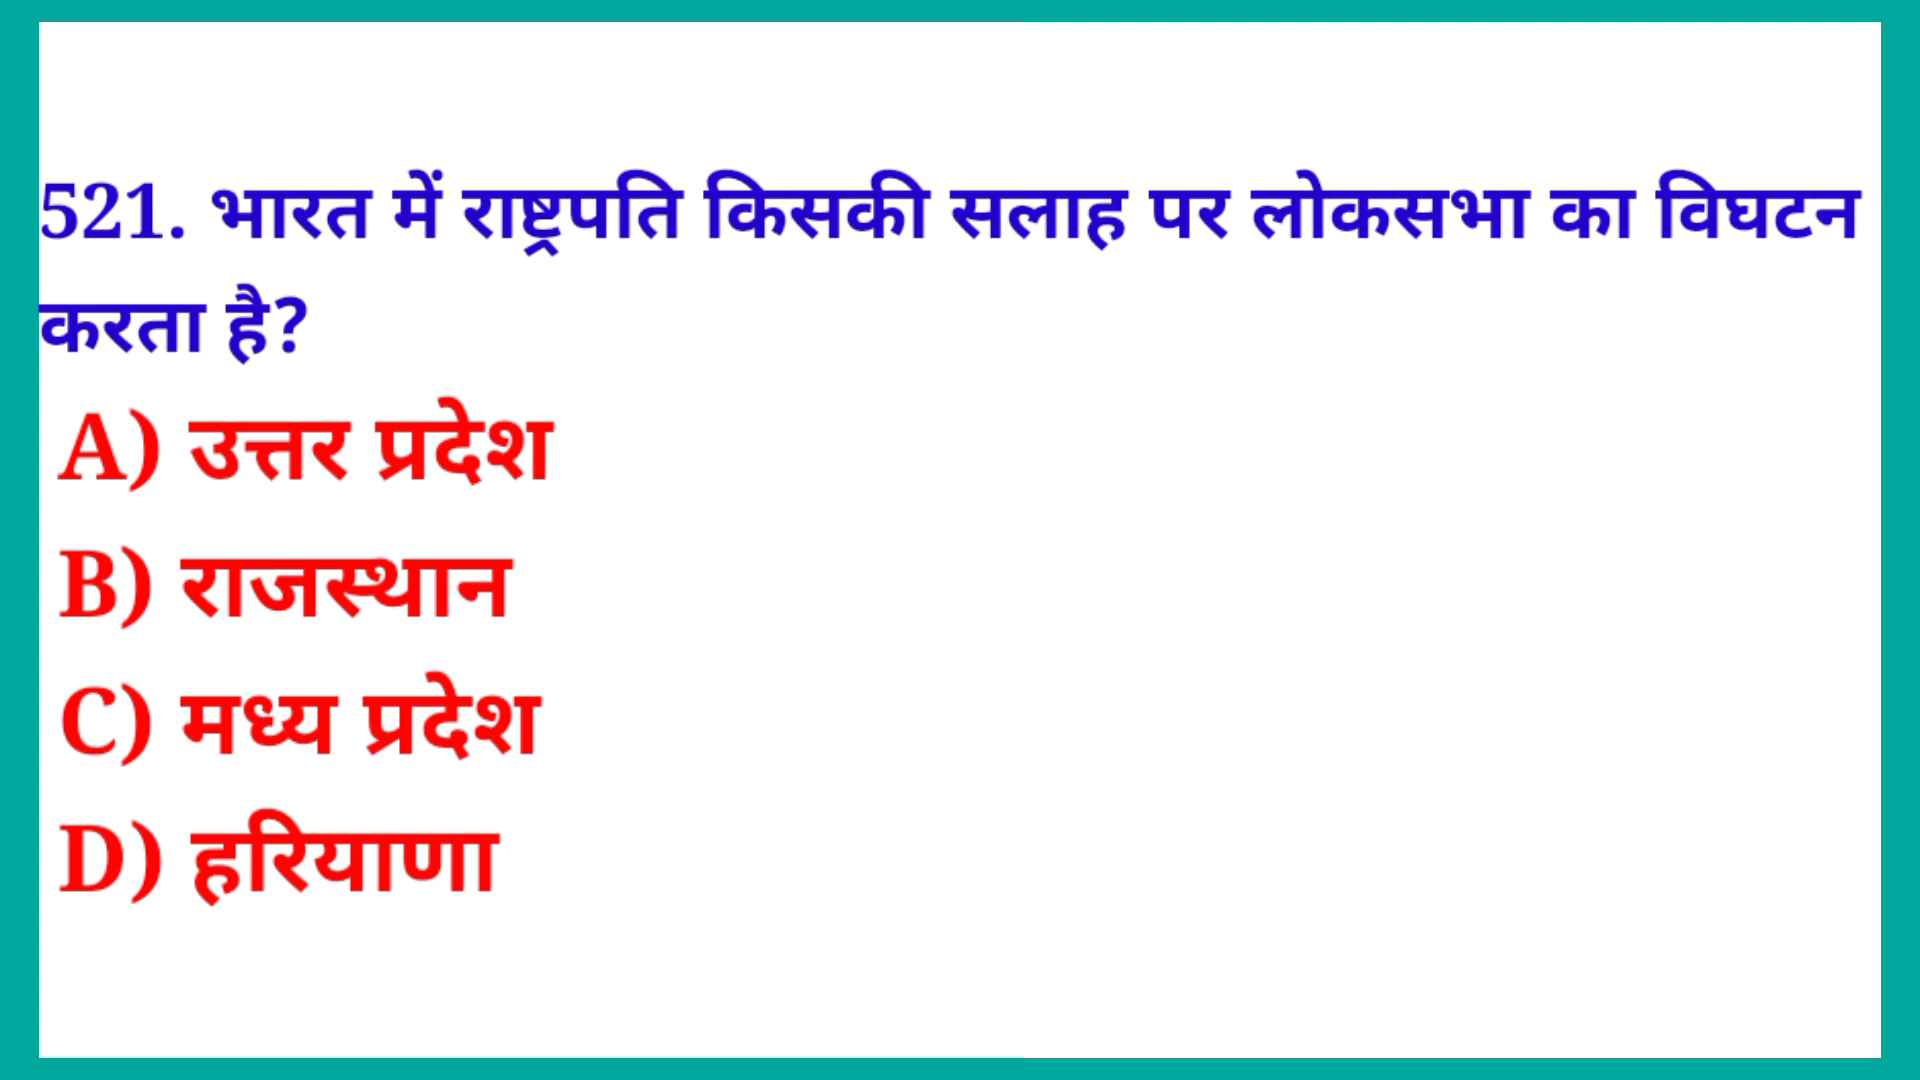 521. भारत में राष्ट्रपति किसकी सलाह पर लोकसभा का विघटन
करता है?
A) उत्तर प्रदेश
B) राजस्थान
C) मध्य प्रदेश
D) हरियाणा